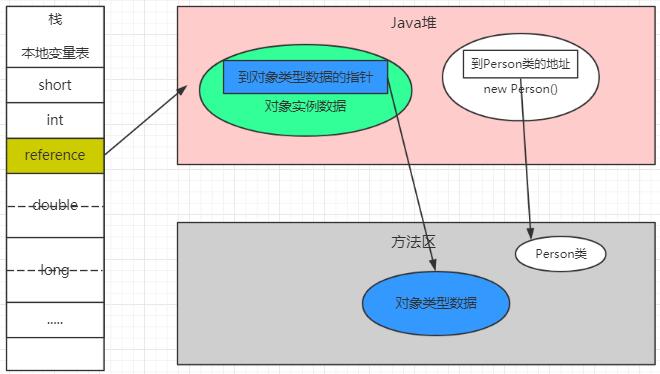 栈
本地变量表
short
int
reference
double
long
.....
Java堆
到对象类型数据的指针
对象实例数据
到Person类的地址
new Person()
方法区
Person类
对象类型数据